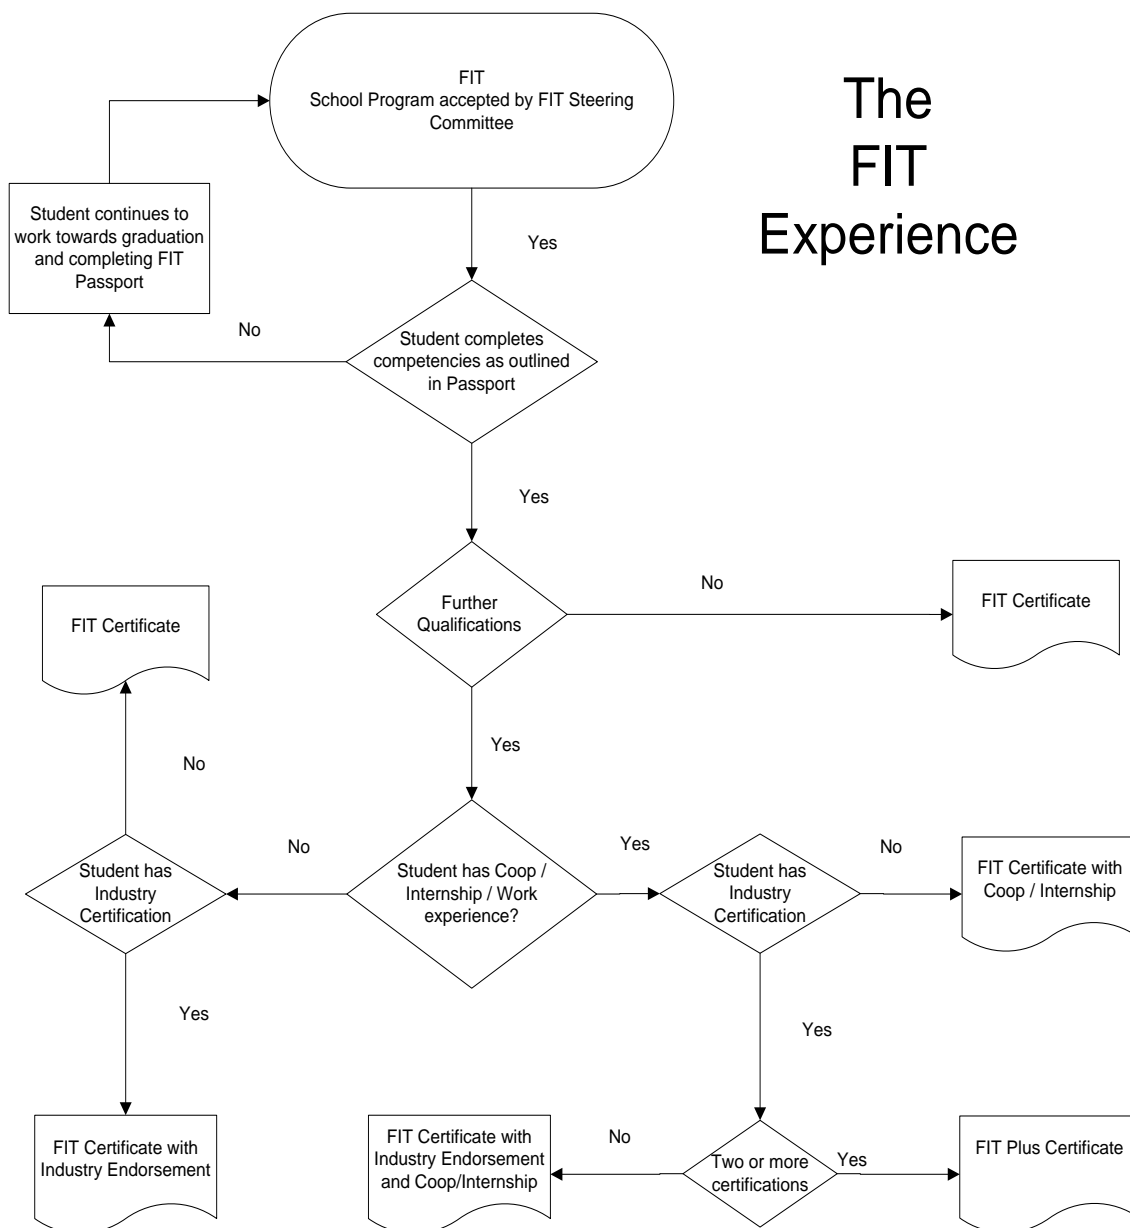 The
FIT
Experience
FIT
School Program accepted by FIT Steering
Committee
Yes
Student continues to
work towards graduation
and completing FIT
Passport
No
Student completes
competencies as outlined
in Passport
Yes
Further
Qualifications
No
FIT Certificate
FIT Certificate
Yes
No
Student has
Industry
Certification
No
Student has Coop /
Internship / Work
experience?
Yes
Student has
Industry
Certification
No
FIT Certificate with
Coop / Internship
Yes
Yes
FIT Certificate with
Industry Endorsement
FIT Certificate with
Industry Endorsement
and Coop/Internship
No
Two or more
certifications
Yes
FIT Plus Certificate